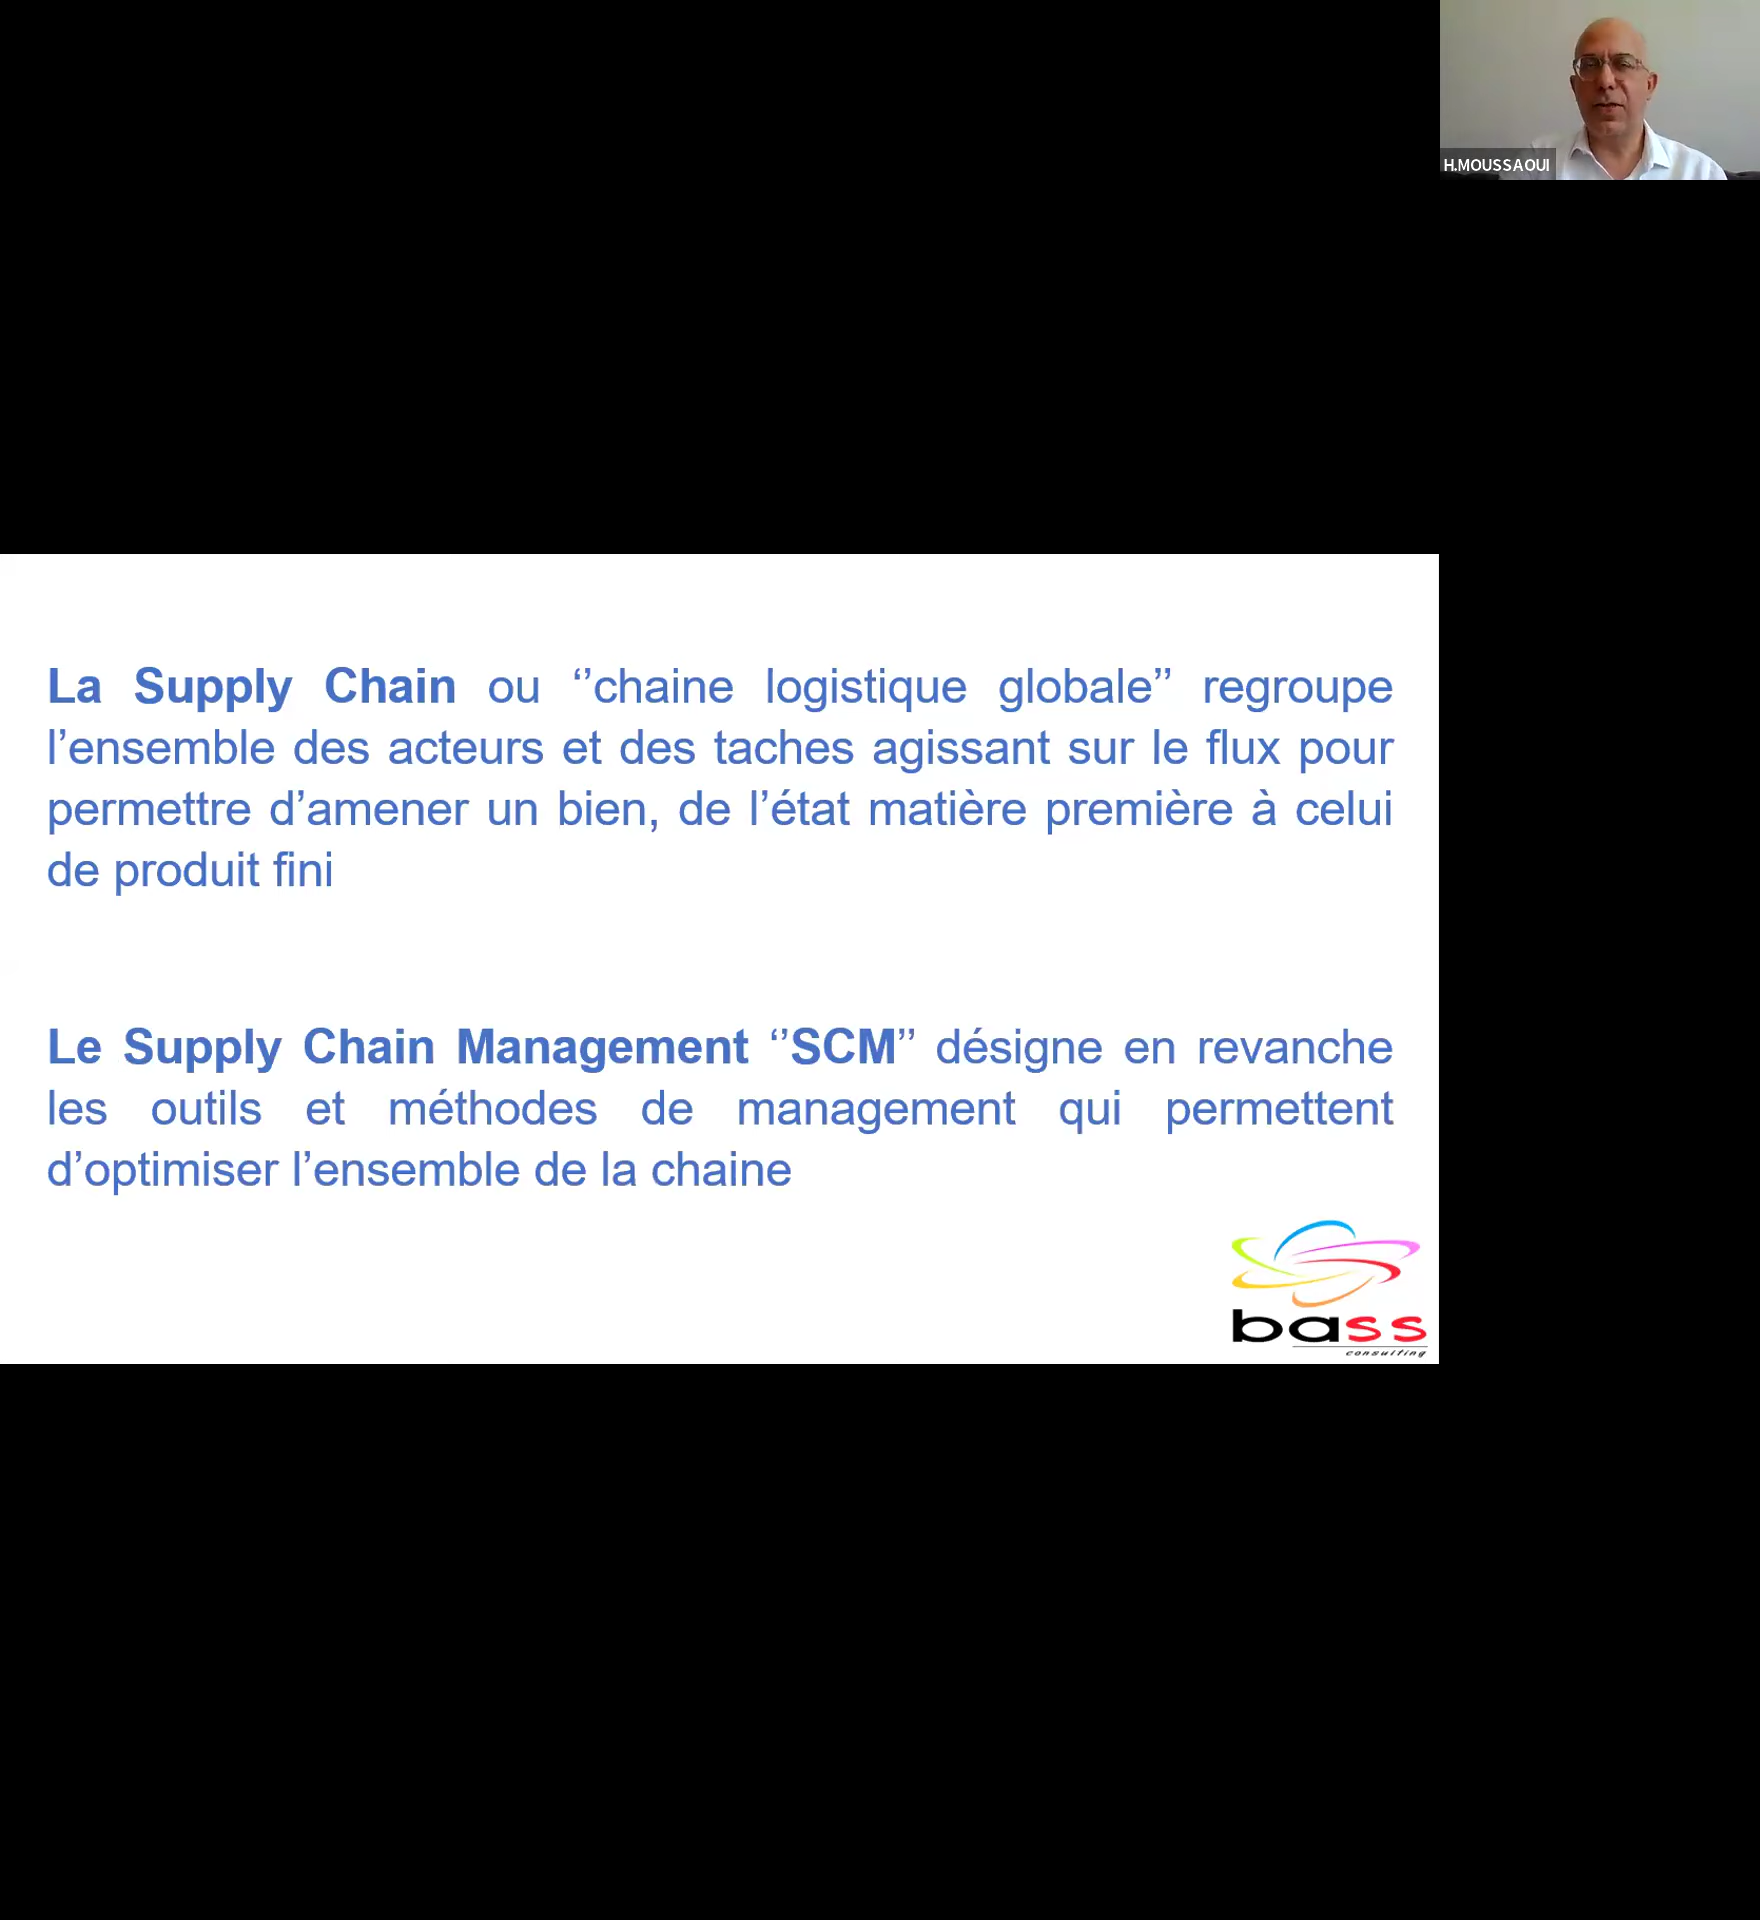 H.MOUSSAOUI
La Supply Chain ou ‘’chaine logistique globale’’ regroupe
l’ensemble des acteurs et des taches agissant sur le flux pour
permettre d’amener un bien, de l’état matière première à celui
de produit fini
Le Supply Chain Management ‘’SCM’’ désigne en revanche
les outils et méthodes de management qui permettent
d’optimiser l’ensemble de la chaine
bass
consulting